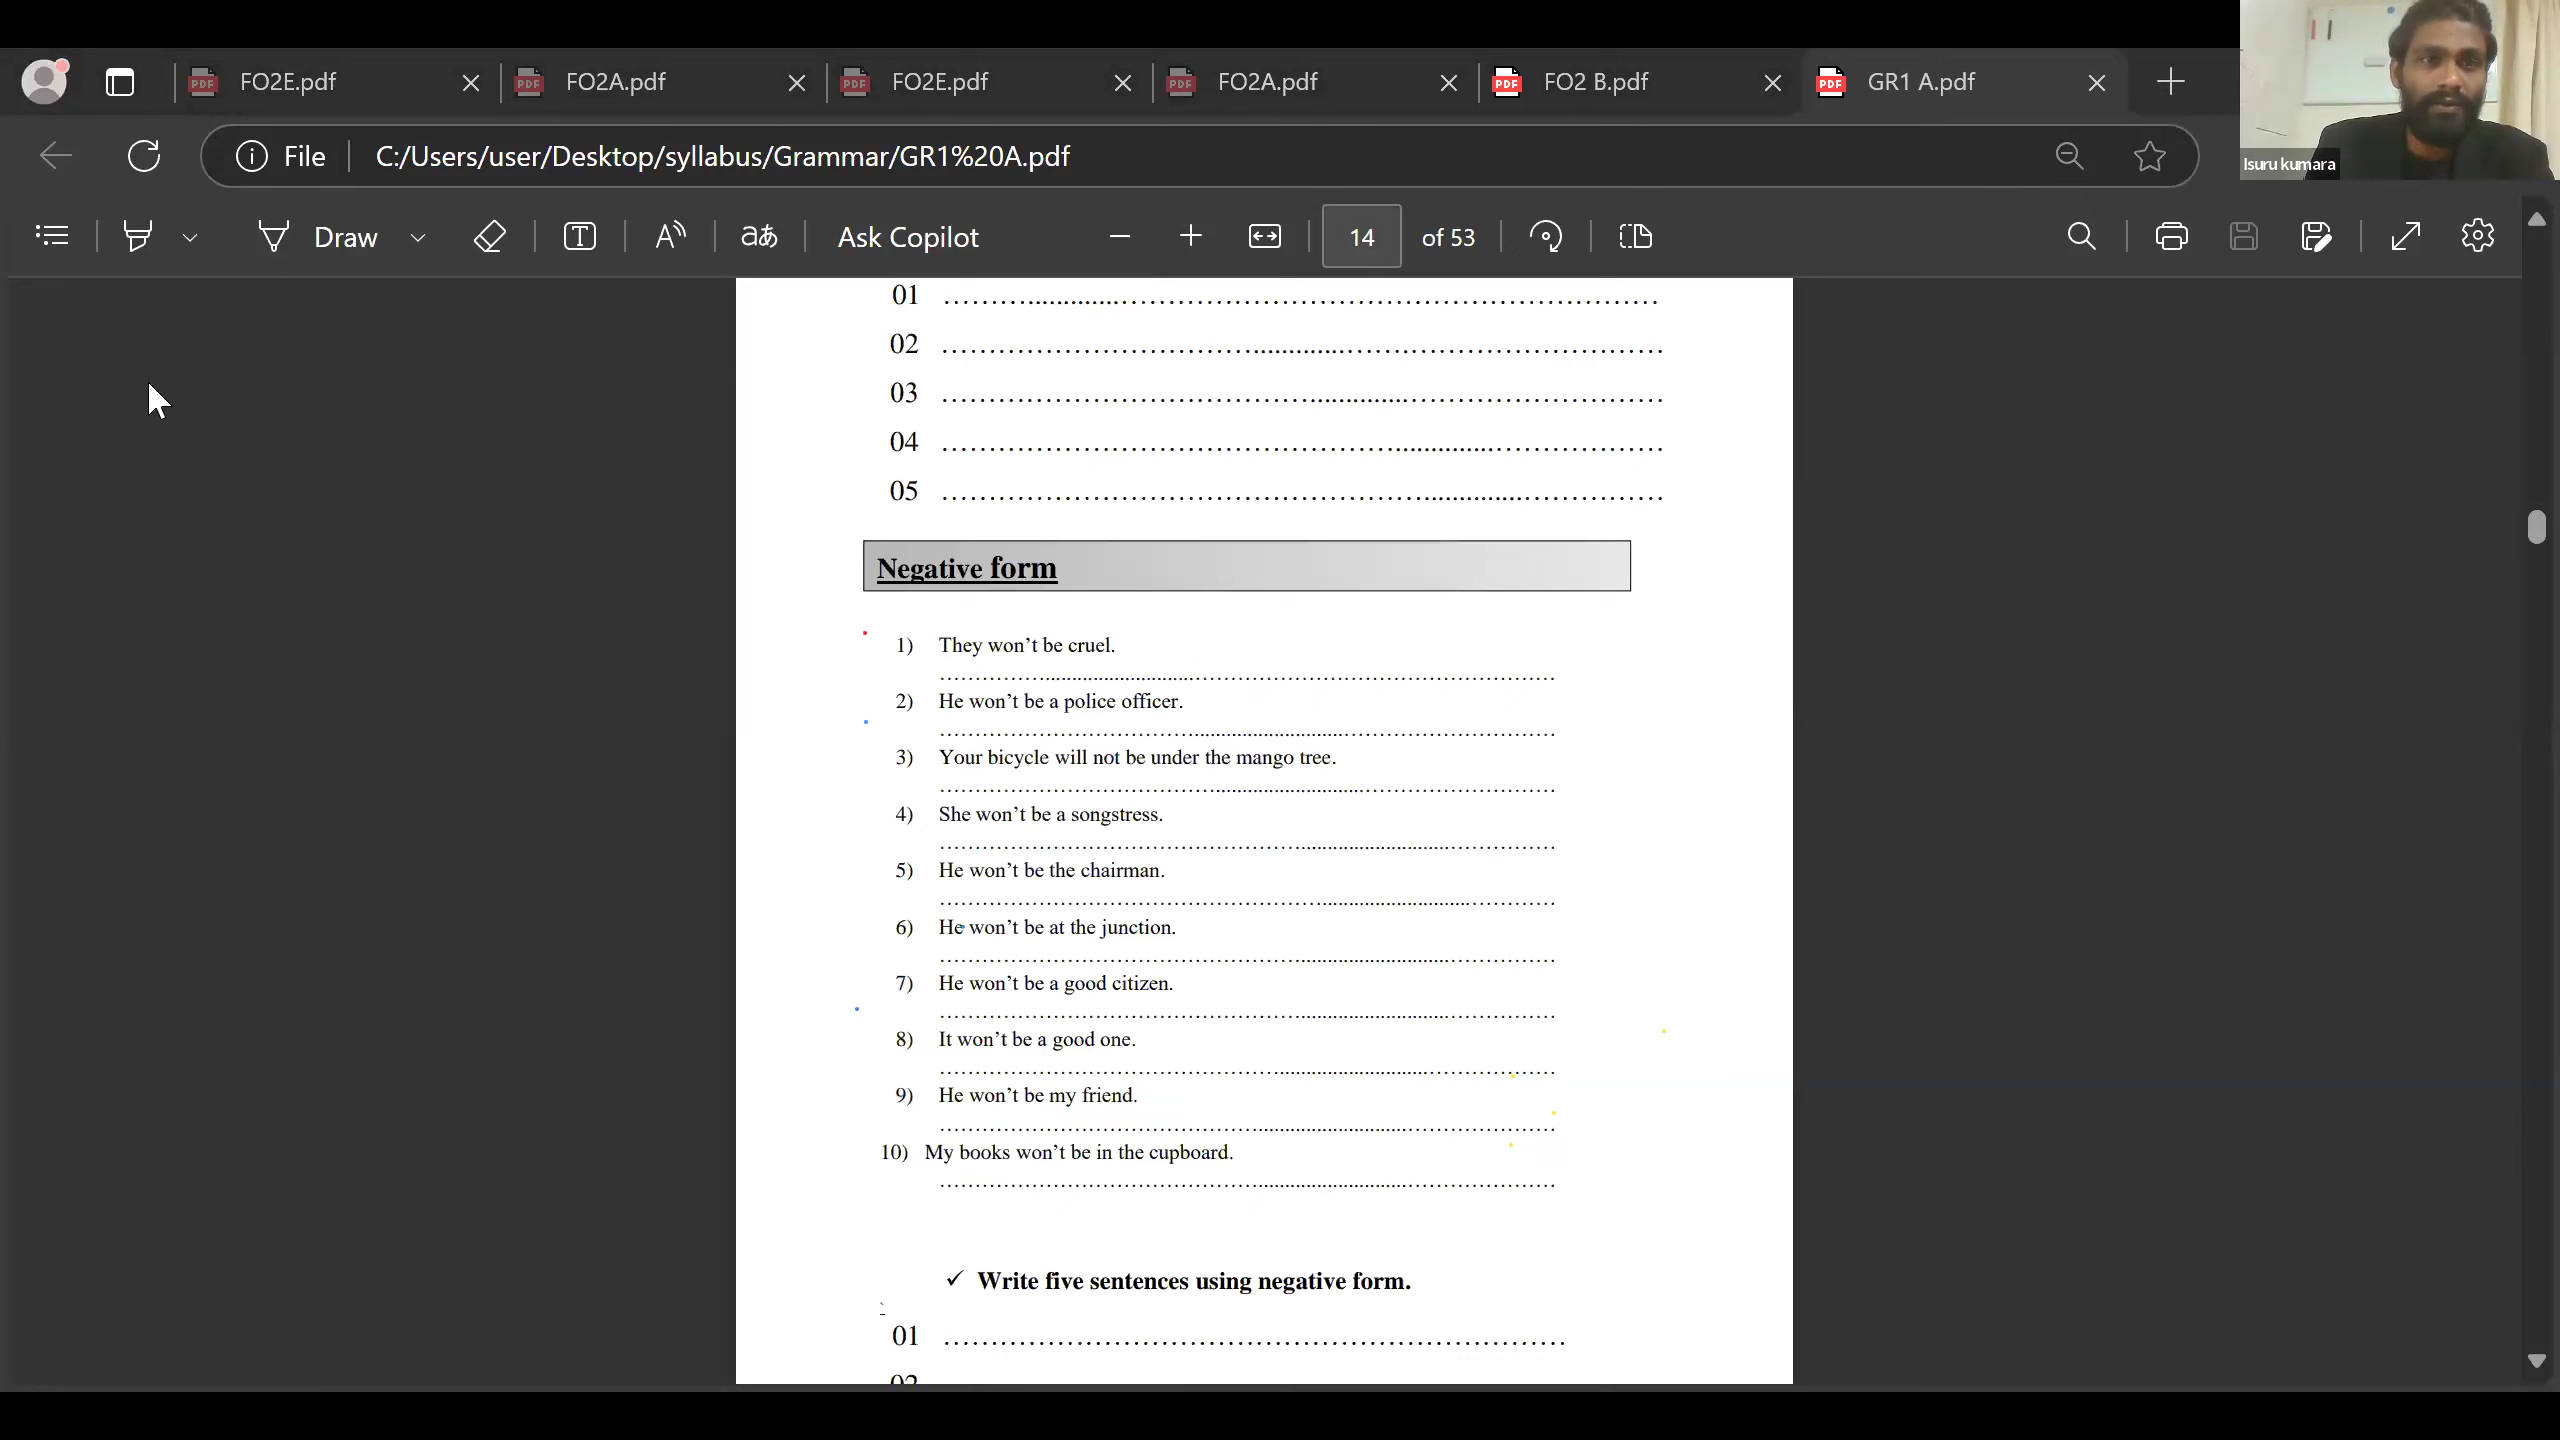 FO2E.pdf FO2A.pdf FO2E.pdf FO2A.pdf FO2 B.pdf GR1 A.pdf
File C:/Users/user/Desktop/syllabus/Grammar/GR1%20A.pdf
Isuru kumara
Draw Ask Copilot 14 of 53
01 ................................................................
02 ................................................................
03 ................................................................
04 ................................................................
05 ................................................................
Negative form
1) They won’t be cruel.
................................................................
2) He won’t be a police officer.
................................................................
3) Your bicycle will not be under the mango tree.
................................................................
4) She won’t be a songstress.
................................................................
5) He won’t be the chairman.
................................................................
6) He won’t be at the junction.
................................................................
7) He won’t be a good citizen.
................................................................
8) It won’t be a good one.
................................................................
9) He won’t be my friend.
................................................................
10) My books won’t be in the cupboard.
................................................................
✓ Write five sentences using negative form.
01 ................................................................
02